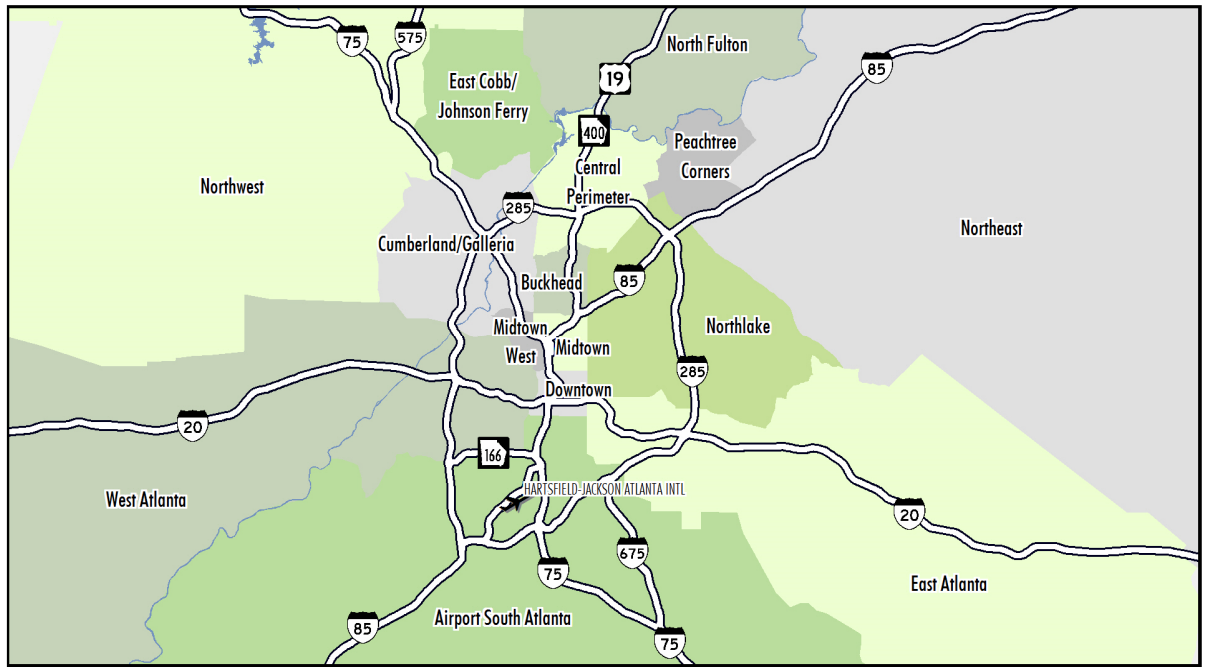 75
575
North Fulton
85
19
East Cobb/
Johnson Ferry
400
Peachtree
Corners
Central
Perimeter
Northwest
285
Northeast
Cumberland/Galleria
Buckhead
85
Midtown
West
Midtown
Northlake
285
Downtown
20
166
HARTSFIELD-JACKSON ATLANTA INTL
West Atlanta
20
675
75
East Atlanta
85
Airport South Atlanta
75